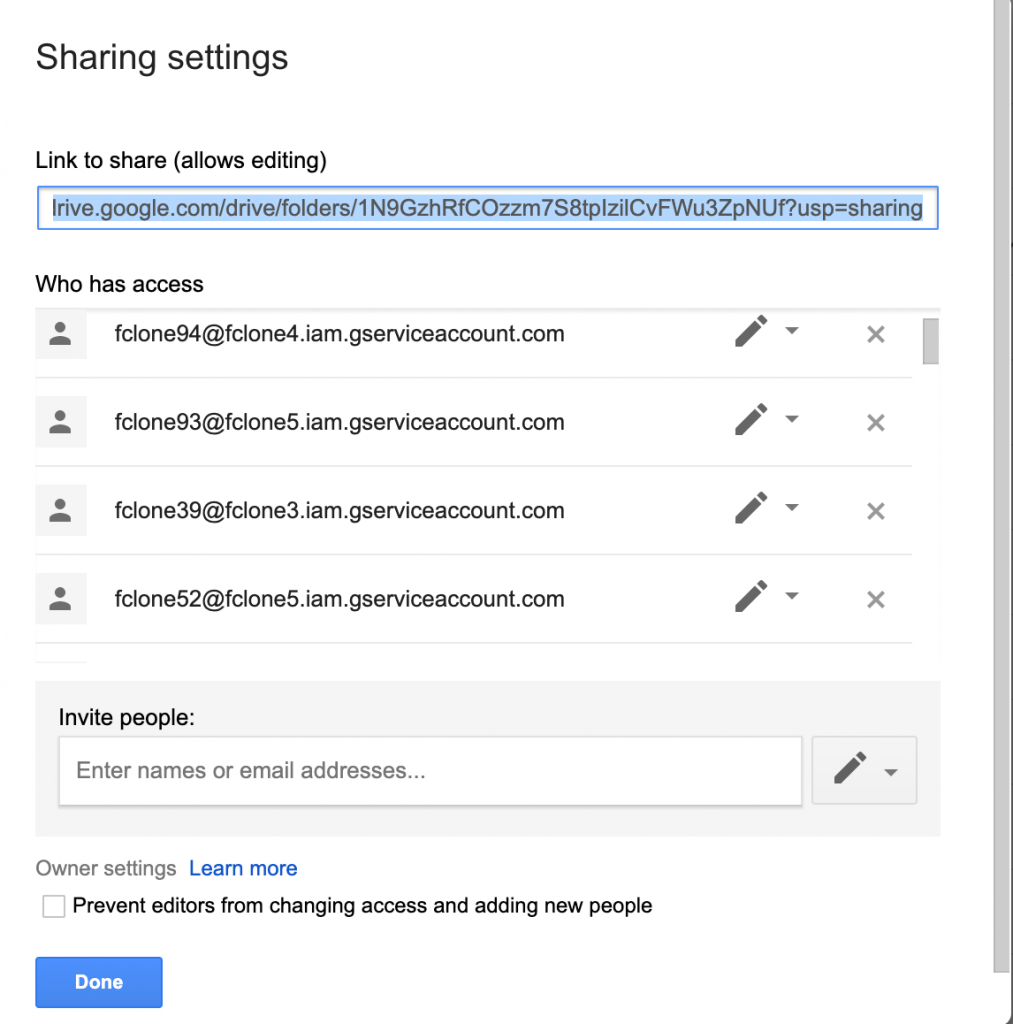 Sharing settings
Link to share (allows editing)
lrive.google.com/drive/folders/1N9GzhRfCOzzm7S8tpIzilCvFWu3ZpNUf?usp=sharing
Who has access
fclone94@fclone4.iam.gserviceaccount.com
fclone93@fclone5.iam.gserviceaccount.com
fclone39@fclone3.iam.gserviceaccount.com
fclone52@fclone5.iam.gserviceaccount.com
Invite people:
Enter names or email addresses...
Owner settings Learn more
Prevent editors from changing access and adding new people
Done